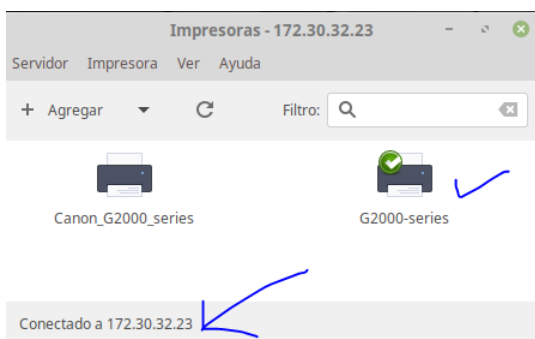 Impresoras - 172.30.32.23
Servidor Impresora Ver Ayuda
+ Agregar Filtro:
Canon_G2000_series G2000-series
Conectado a 172.30.32.23